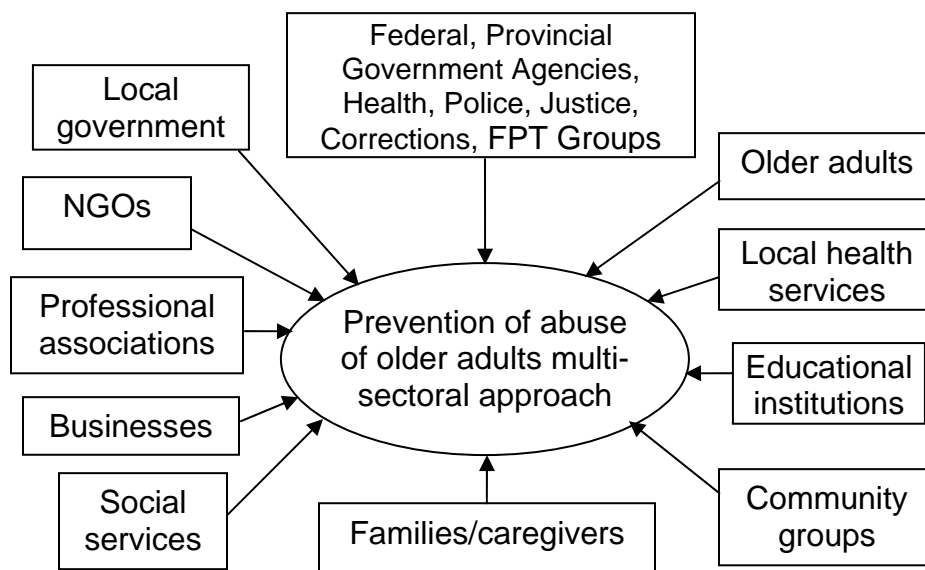 Federal, Provincial
Government Agencies,
Health, Police, Justice,
Corrections, FPT Groups
Local
government
Older adults
NGOs
Local health
services
Professional
associations
Prevention of abuse
of older adults multi-
sectoral approach
Educational
institutions
Businesses
Social
services
Families/caregivers
Community
groups